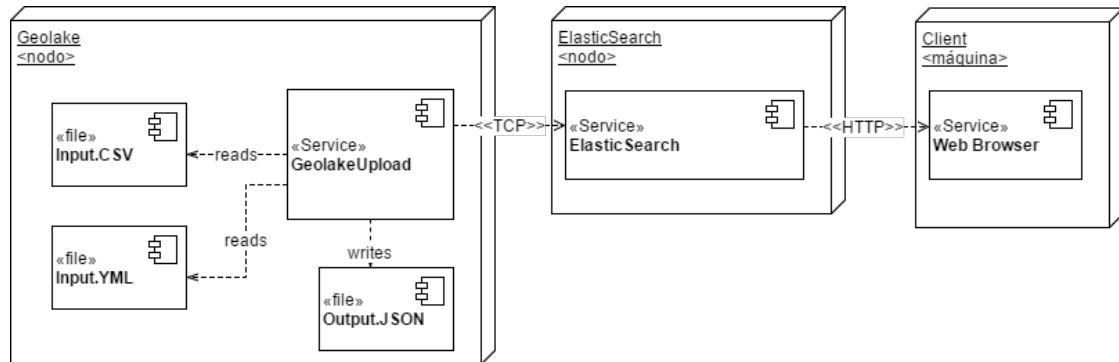 Geolake
<nodo>
«file»
Input.CSV
reads
«Service»
GeolakeUpload
<<TCP>>
reads
«file»
Input.YML
writes
«file»
Output.JSON
ElasticSearch
<nodo>
«Service»
ElasticSearch
<<HTTP>>
Client
<máquina>
«Service»
Web Browser